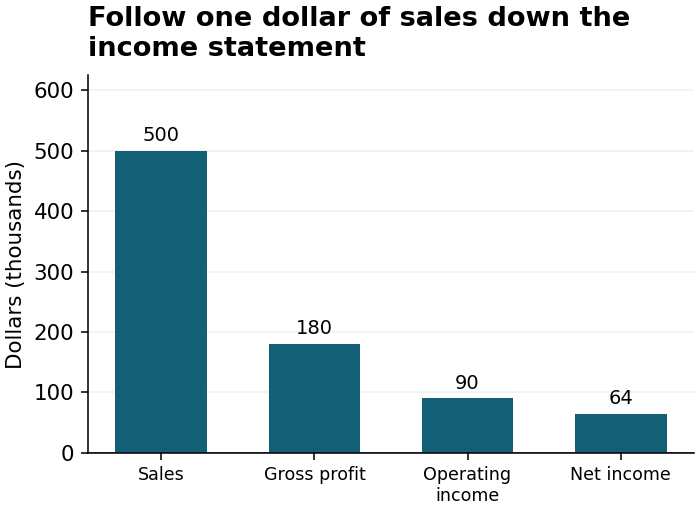 Follow one dollar of sales down the
income statement
Dollars (thousands)
600
500
400
300
200
100
0
500
180
90
64
Sales
Gross profit
Operating
income
Net income